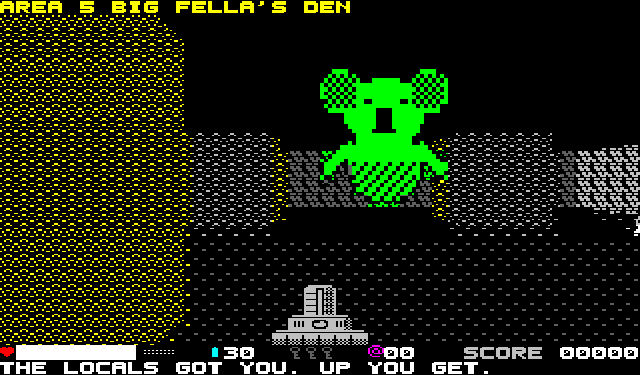 AREA 5 BIG FELLA'S DEN
30 00 SCORE 00000
THE LOCALS GOT YOU. UP YOU GET.